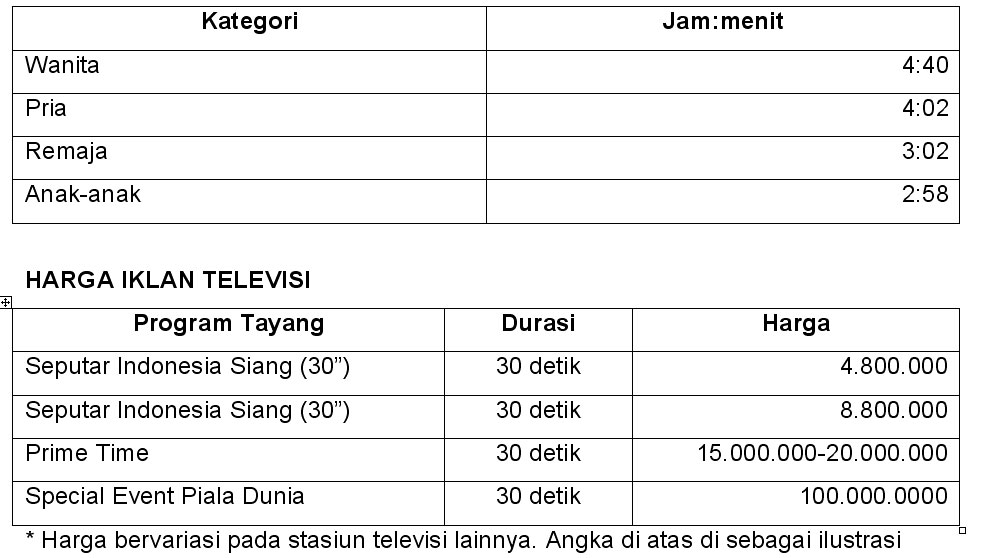 Kategori Jam:menit
Wanita 4:40
Pria 4:02
Remaja 3:02
Anak-anak 2:58
HARGA IKLAN TELEVISI
Program Tayang Durasi Harga
Seputar Indonesia Siang (30”) 30 detik 4.800.000
Seputar Indonesia Siang (30”) 30 detik 8.800.000
Prime Time 30 detik 15.000.000-20.000.000
Special Event Piala Dunia 30 detik 100.000.0000
* Harga bervariasi pada stasiun televisi lainnya. Angka di atas di sebagai ilustrasi